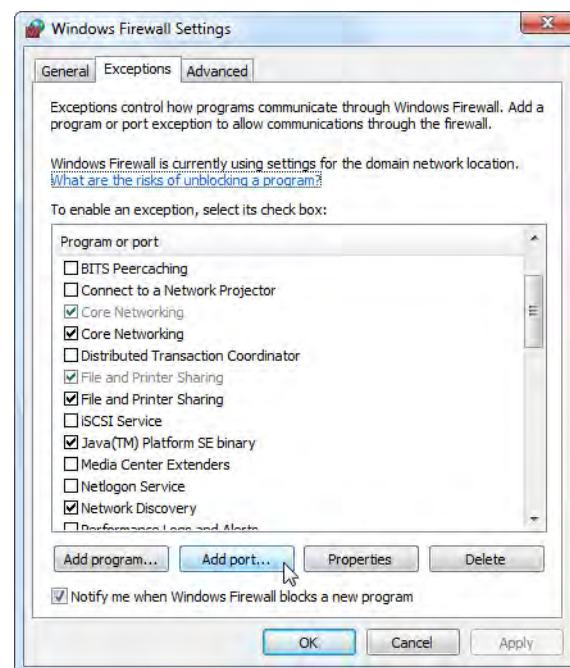 Windows Firewall Settings
General Exceptions Advanced
Exceptions control how programs communicate through Windows Firewall. Add a
program or port exception to allow communications through the firewall.
Windows Firewall is currently using settings for the domain network location.
What are the risks of unblocking a program?
To enable an exception, select its check box:
Program or port
BITS Peercaching
Connect to a Network Projector
Core Networking
Core Networking
Distributed Transaction Coordinator
File and Printer Sharing
File and Printer Sharing
iSCSI Service
Java(TM) Platform SE binary
Media Center Extenders
Netlogon Service
Network Discovery
Performance Logs and Alerts
Add program... Add port... Properties Delete
Notify me when Windows Firewall blocks a new program
OK Cancel Apply